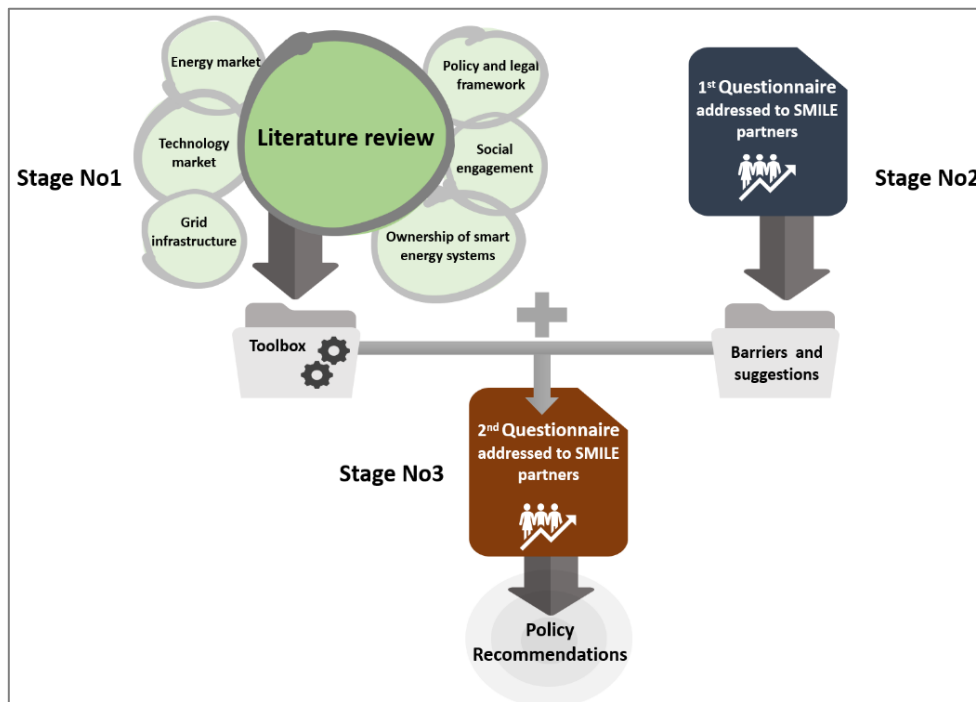 Energy market
Policy and legal
framework
Literature review
Technology
market
Social
engagement
Grid
infrastructure
Ownership of smart
energy systems
Stage No1
1st Questionnaire
addressed to SMILE
partners
Stage No2
Toolbox
Barriers and
suggestions
2nd Questionnaire
addressed to SMILE
partners
Stage No3
Policy
Recommendations